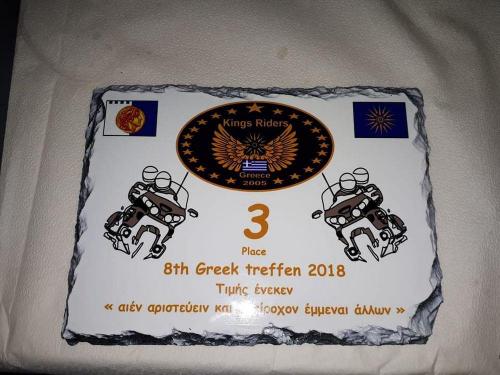 Kings Riders
Greece
2005
3
Place
8th Greek treffen 2018
Τιμής ένεκεν
« αιέν αριστεύειν και έμμεναι άλλων »